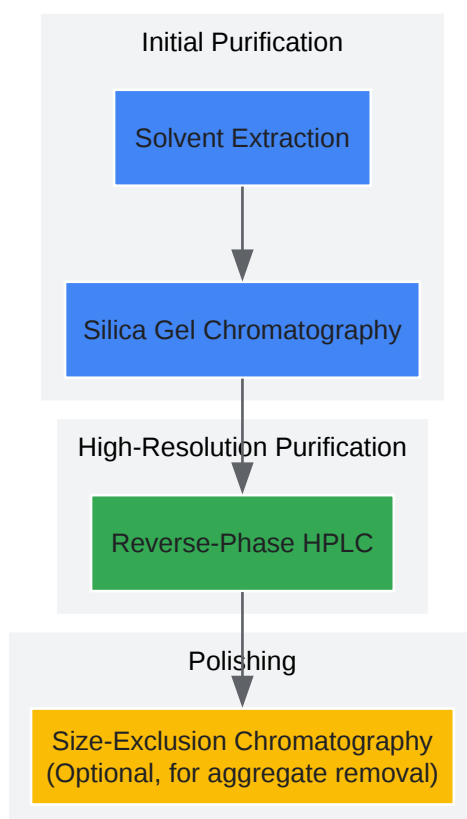 Initial Purification
Solvent Extraction
Silica Gel Chromatography
High-Resolution Purification
Reverse-Phase HPLC
Polishing
Size-Exclusion Chromatography
(Optional, for aggregate removal)